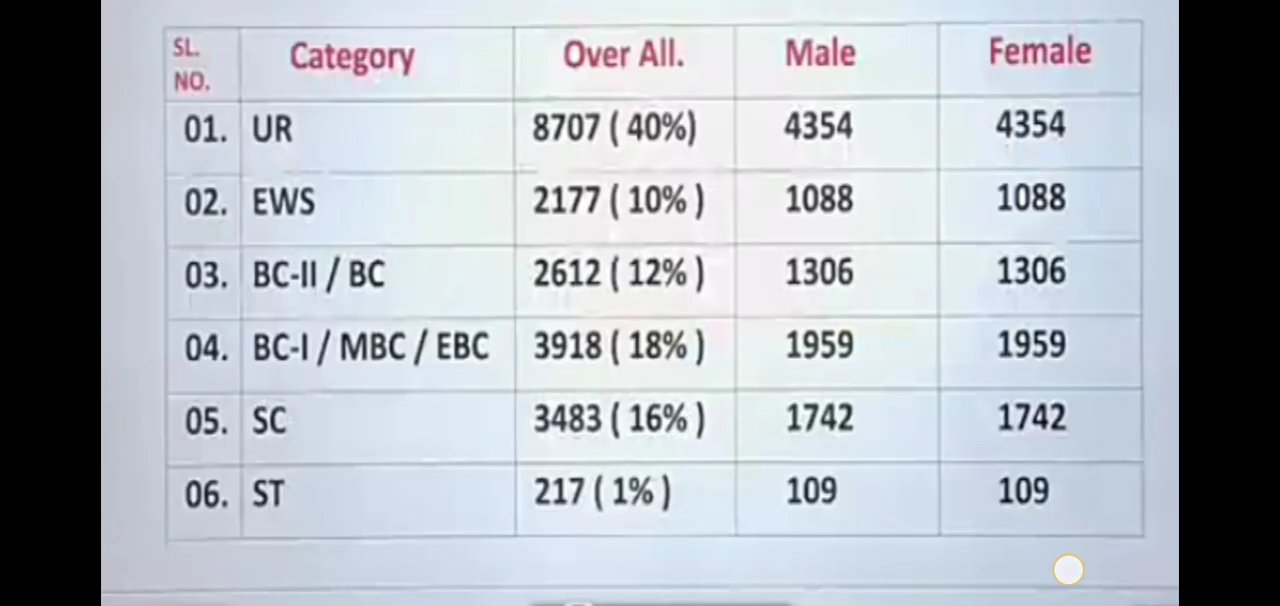 SL. NO. Category Over All. Male Female
01. UR 8707 ( 40%) 4354 4354
02. EWS 2177 ( 10% ) 1088 1088
03. BC-II / BC 2612 ( 12% ) 1306 1306
04. BC-I / MBC / EBC 3918 ( 18% ) 1959 1959
05. SC 3483 ( 16% ) 1742 1742
06. ST 217 ( 1% ) 109 109